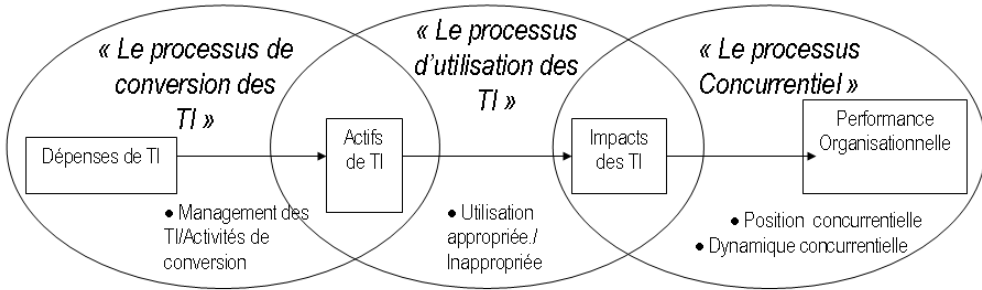 « Le processus de
conversion des
TI »
« Le processus
d'utilisation des
TI »
« Le processus
Concurrentiel »
Dépenses de TI
Actifs
de TI
Impacts
des TI
Performance
Organisationnelle
● Management des
TI/Activités de
conversion
● Utilisation
appropriée./
Inappropriée
● Position concurrentielle
● Dynamique concurrentielle